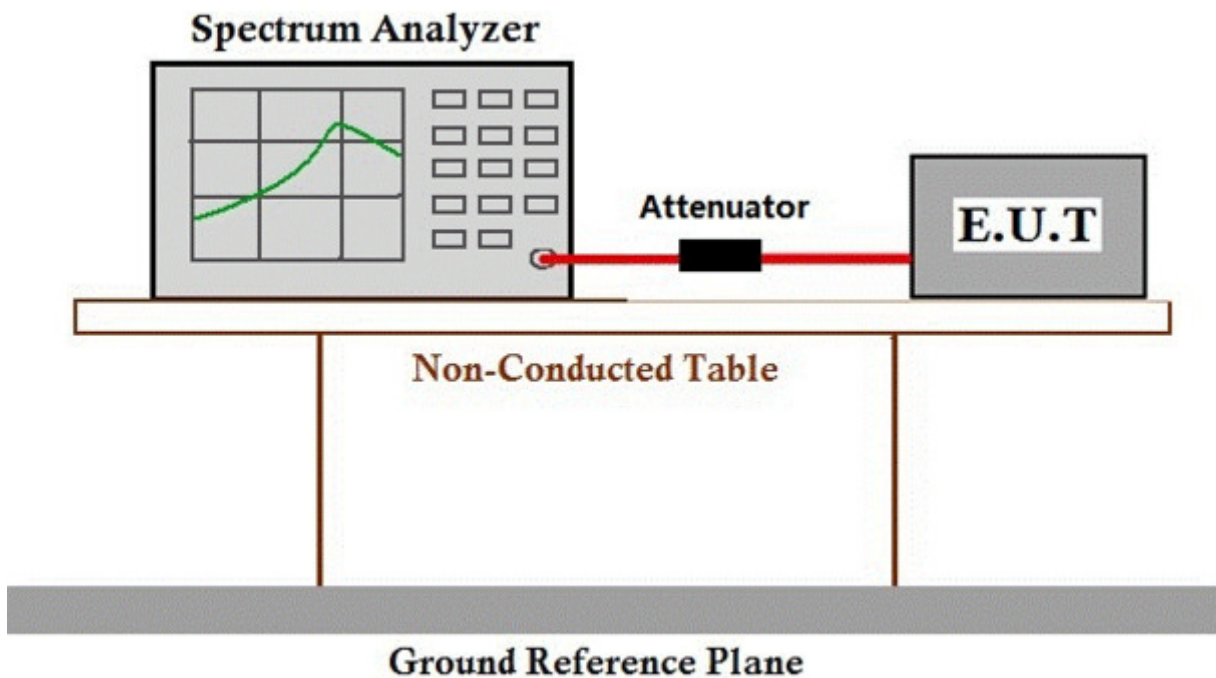 Spectrum Analyzer
Attenuator
E.U.T
Non-Conducted Table
Ground Reference Plane